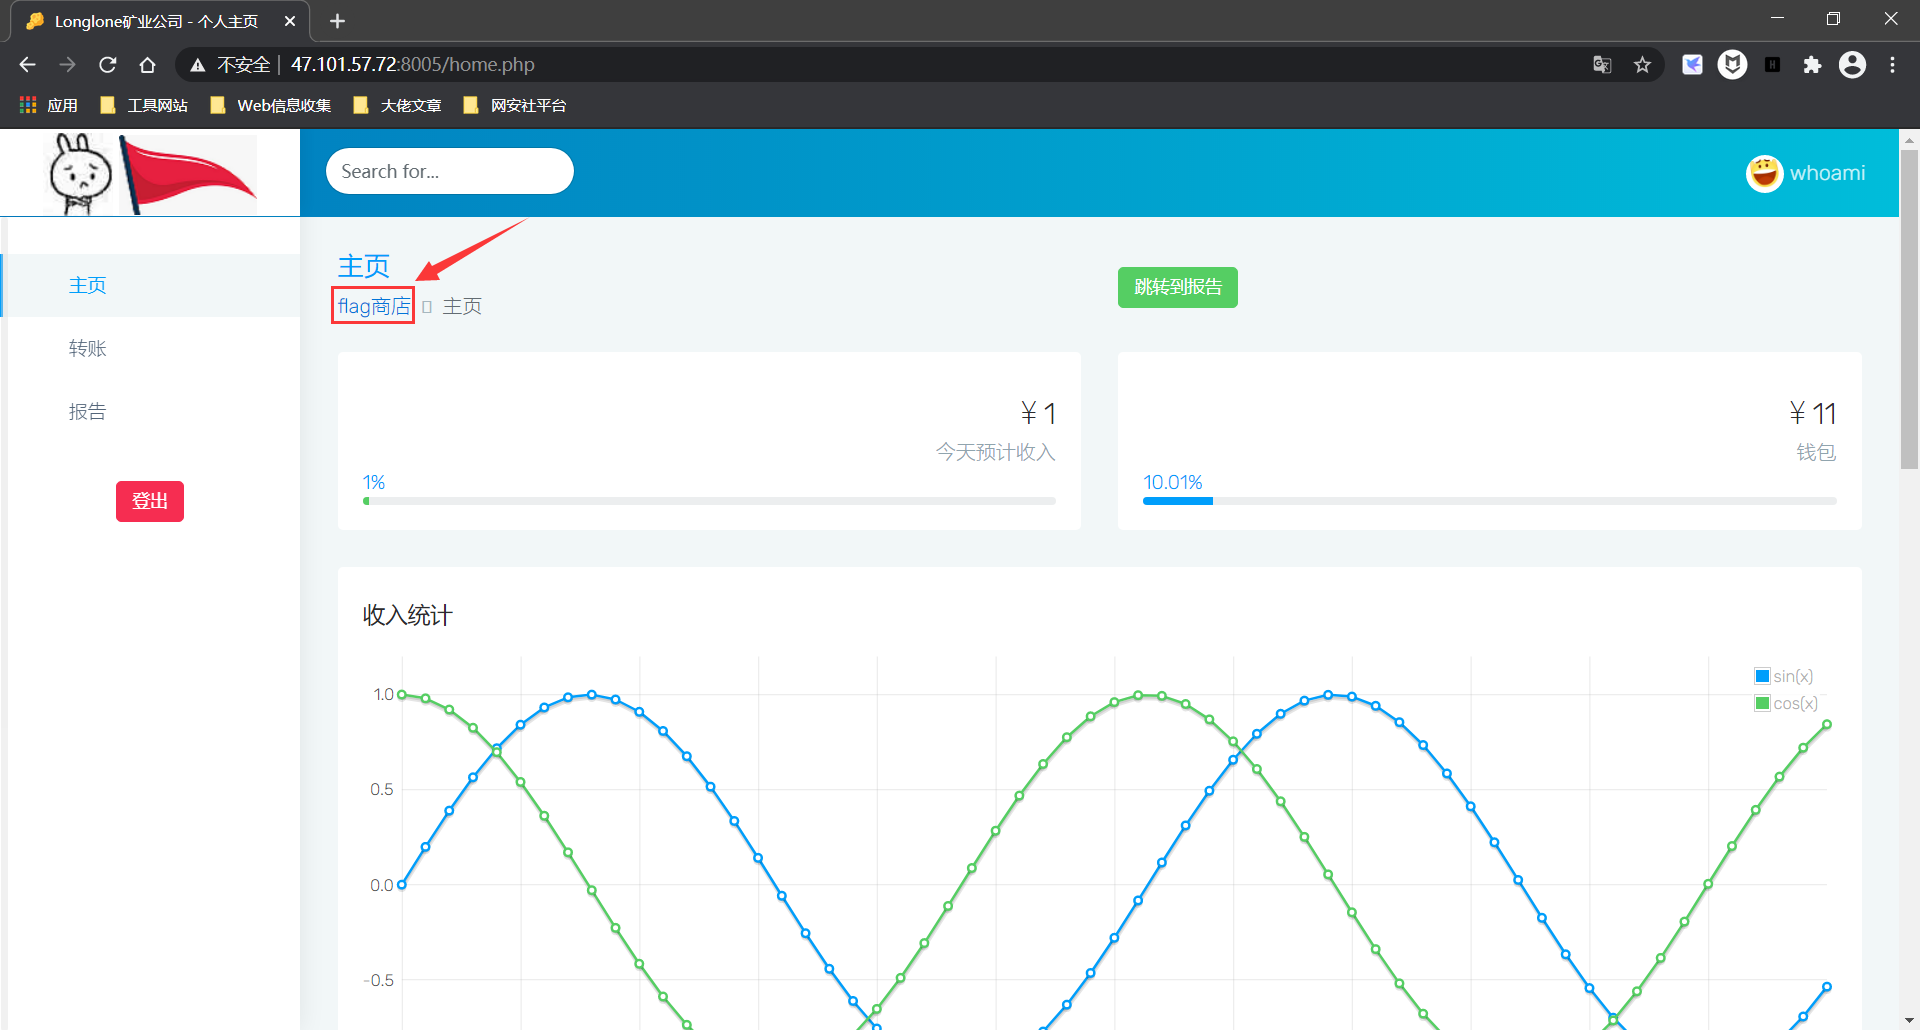 Longlone矿业公司 - 个人主页
不安全 | 47.101.57.72:8005/home.php
应用 工具网站 Web信息收集 大佬文章 网安社平台
Search for...
whoami
主页
转账
报告
登出
主页
flag商店 主页
跳转到报告
¥ 1
今天预计收入
1%
¥ 11
钱包
10.01%
收入统计
sin(x)
cos(x)
1.0
0.5
0.0
-0.5